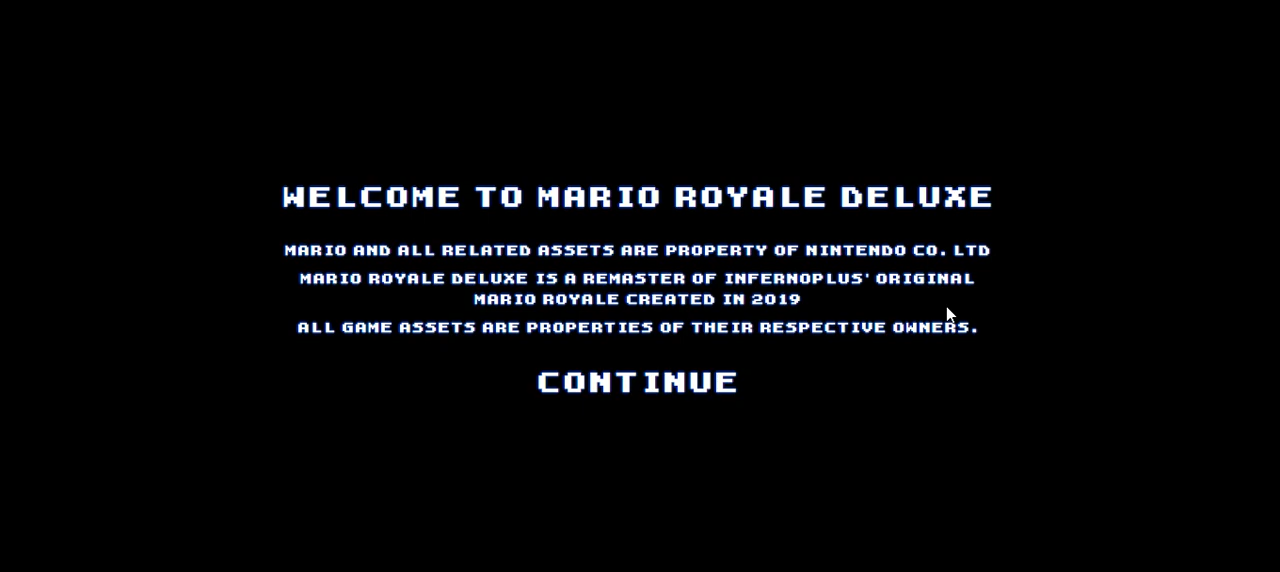 WELCOME TO MARIO ROYALE DELUXE
MARIO AND ALL RELATED ASSETS ARE PROPERTY OF NINTENDO CO. LTD
MARIO ROYALE DELUXE IS A REMASTER OF INFERNOPLUS' ORIGINAL
MARIO ROYALE CREATED IN 2019
ALL GAME ASSETS ARE PROPERTIES OF THEIR RESPECTIVE OWNERS.
CONTINUE